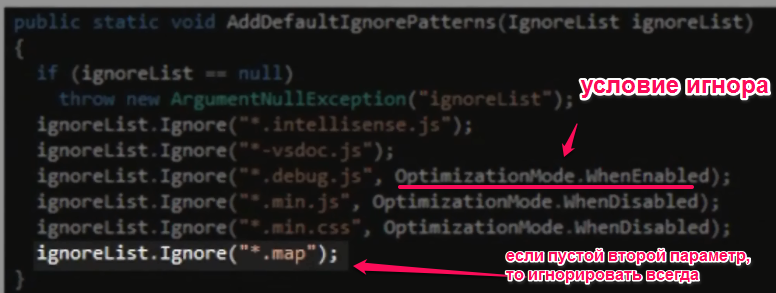 public static void AddDefaultIgnorePatterns(IgnoreList ignoreList)
{
if (ignoreList == null)
throw new ArgumentNullException("ignoreList");
условие игнора
ignoreList.Ignore("*.intellisense.js");
ignoreList.Ignore("*-vsdoc.js");
ignoreList.Ignore("*.debug.js", OptimizationMode.WhenEnabled);
ignoreList.Ignore("*.min.js", OptimizationMode.WhenDisabled);
ignoreList.Ignore("*.min.css", OptimizationMode.WhenDisabled);
ignoreList.Ignore("*.map");
если пустой второй параметр,
то игнорировать всегда
}